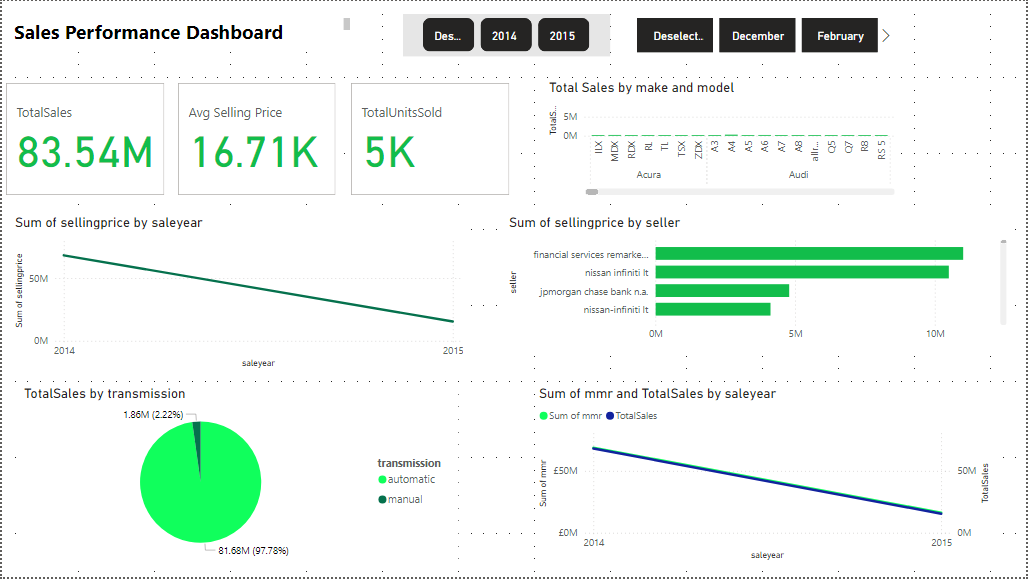 Sales Performance Dashboard
Des...
2014
2015
Deselect..
December
February
TotalSales
83.54M
Avg Selling Price
16.71K
TotalUnitsSold
5K
Total Sales by make and model
TotalS...
5M
0M
ILX
MDX
RDX
RL
TL
TSX
ZDX
A3
A4
A5
A6
A7
A8
allr...
Q5
Q7
R8
RS 5
Acura
Audi
Sum of sellingprice by saleyear
Sum of sellingprice
50M
0M
2014
2015
saleyear
Sum of sellingprice by seller
seller
financial services remarke...
nissan infiniti lt
jpmorgan chase bank n.a.
nissan-infiniti lt
0M
5M
10M
TotalSales by transmission
1.86M (2.22%)
81.68M (97.78%)
transmission
automatic
manual
Sum of mmr and TotalSales by saleyear
Sum of mmr
TotalSales
Sum of mmr
£50M
£0M
50M
0M
TotalSales
2014
2015
saleyear